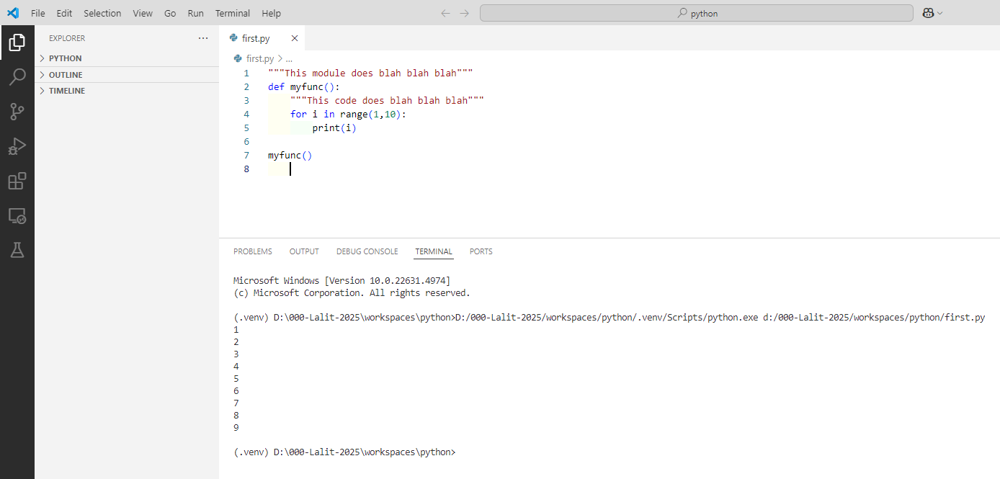 File Edit Selection View Go Run Terminal Help
python
EXPLORER
PYTHON
OUTLINE
TIMELINE
first.py
first.py > ...
1 """This module does blah blah blah"""
2 def myfunc():
3     """This code does blah blah blah"""
4     for i in range(1,10):
5         print(i)
6
7 myfunc()
8
PROBLEMS OUTPUT DEBUG CONSOLE TERMINAL PORTS
Microsoft Windows [Version 10.0.22631.4974]
(c) Microsoft Corporation. All rights reserved.
(.venv) D:\000-Lalit-2025\workspaces\python>D:/000-Lalit-2025/workspaces/python/.venv/Scripts/python.exe d:/000-Lalit-2025/workspaces/python/first.py
1
2
3
4
5
6
7
8
9
(.venv) D:\000-Lalit-2025\workspaces\python>